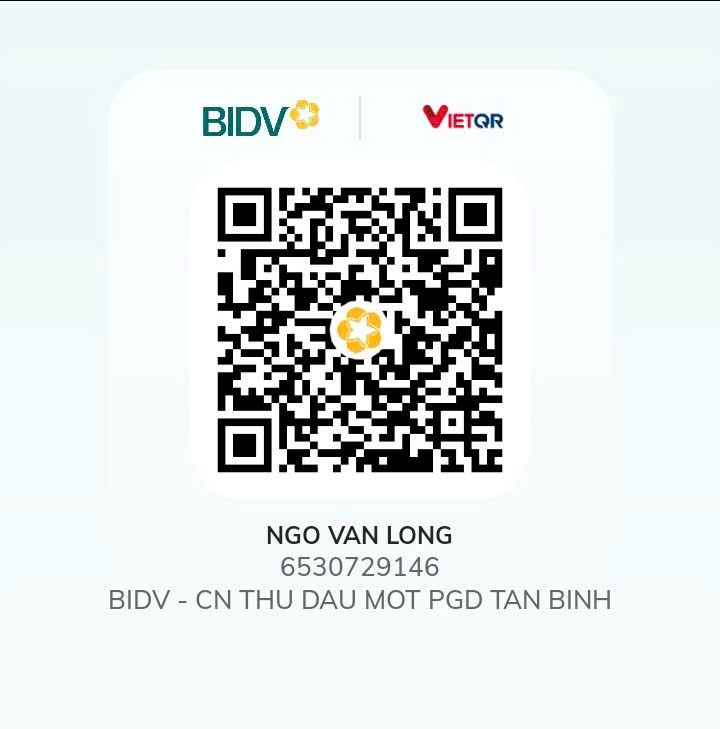 BIDV
VIETQR
NGO VAN LONG
6530729146
BIDV - CN THU DAU MOT PGD TAN BINH